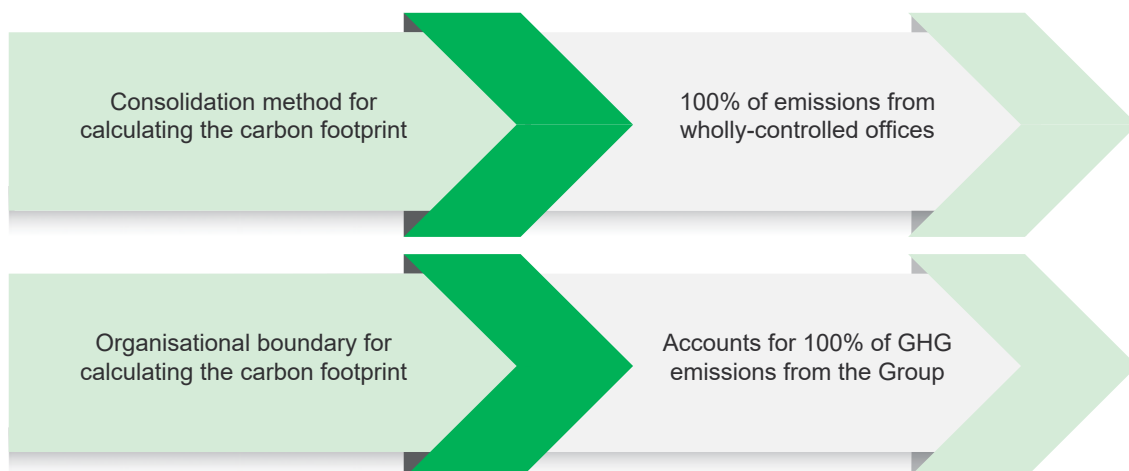 Consolidation method for
calculating the carbon footprint
100% of emissions from
wholly-controlled offices
Organisational boundary for
calculating the carbon footprint
Accounts for 100% of GHG
emissions from the Group